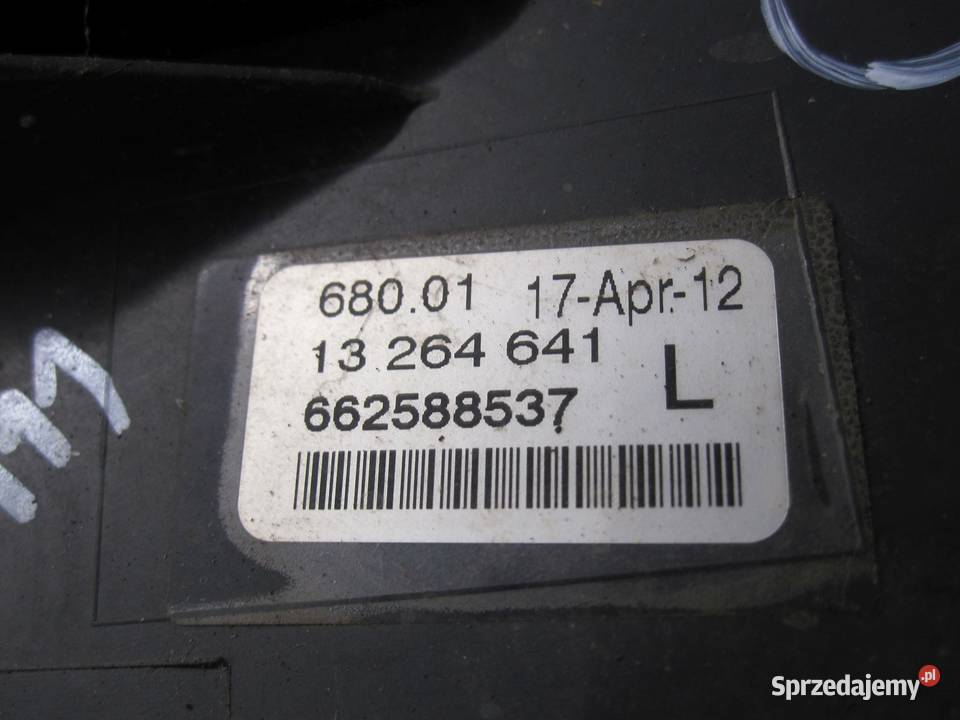 680.01 17-Apr.-12
13 264 641
L
662588537
Sprzedajemy.pl